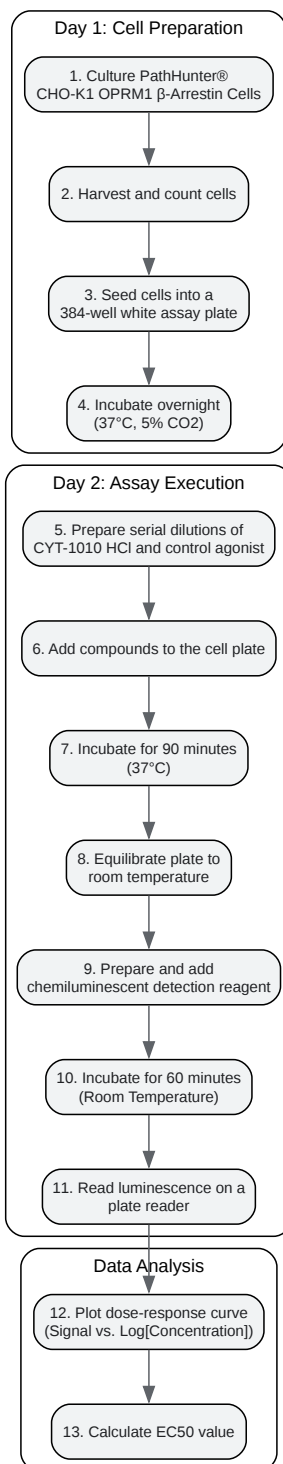 Day 1: Cell Preparation
1. Culture PathHunter®
CHO-K1 OPRM1 β-Arrestin Cells
2. Harvest and count cells
3. Seed cells into a
384-well white assay plate
4. Incubate overnight
(37°C, 5% CO2)
Day 2: Assay Execution
5. Prepare serial dilutions of
CYT-1010 HCl and control agonist
6. Add compounds to the cell plate
7. Incubate for 90 minutes
(37°C)
8. Equilibrate plate to
room temperature
9. Prepare and add
chemiluminescent detection reagent
10. Incubate for 60 minutes
(Room Temperature)
11. Read luminescence on a
plate reader
Data Analysis
12. Plot dose-response curve
(Signal vs. Log[Concentration])
13. Calculate EC50 value